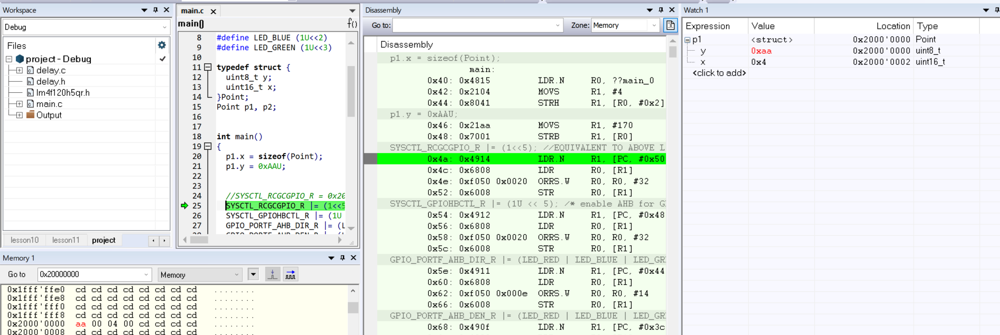 Workspace
Debug
Files
project - Debug
delay.c
delay.h
lm4f120h5qr.h
main.c
Output
lesson10 lesson11 project
main.c
main() f()
8 #define LED_BLUE (1U<<2)
9 #define LED_GREEN (1U<<3)
10
11 typedef struct {
12 uint8_t y;
13 uint16_t x;
14 }Point;
15 Point p1, p2;
16
17
18 int main()
19 {
20 p1.x = sizeof(Point);
21 p1.y = 0xAAU;
22
23
24 //SYSCTL_RCGCGPIO_R = 0x20
25 SYSCTL_RCGCGPIO_R |= (1<<5
26 SYSCTL_GPIOHBCTL_R |= (1U
27 GPIO_PORTF_AHB_DIR_R |= (L
Memory 1
Go to 0x20000000 Memory
0x1fff'ffe0 cd cd cd cd cd cd cd cd ........
0x1fff'ffe8 cd cd cd cd cd cd cd cd ........
0x1fff'fff0 cd cd cd cd cd cd cd cd ........
0x1fff'fff8 cd cd cd cd cd cd cd cd ........
0x2000'0000 aa 00 04 00 cd cd cd cd ........
0x2000'0008 cd cd cd cd cd cd cd cd ........
Disassembly
Go to: Zone: Memory
Disassembly
p1.x = sizeof(Point);
main:
0x40: 0x4815 LDR.N R0, ??main_0
0x42: 0x2104 MOVS R1, #4
0x44: 0x8041 STRH R1, [R0, #0x2]
p1.y = 0xAAU;
0x46: 0x21aa MOVS R1, #170
0x48: 0x7001 STRB R1, [R0]
SYSCTL_RCGCGPIO_R |= (1<<5); //EQUIVALENT TO ABOVE L
0x4a: 0x4914 LDR.N R1, [PC, #0x50
0x4c: 0x6808 LDR R0, [R1]
0x4e: 0xf050 0x0020 ORRS.W R0, R0, #32
0x52: 0x6008 STR R0, [R1]
SYSCTL_GPIOHBCTL_R |= (1U << 5); /* enable AHB for G
0x54: 0x4912 LDR.N R1, [PC, #0x48
0x56: 0x6808 LDR R0, [R1]
0x58: 0xf050 0x0020 ORRS.W R0, R0, #32
0x5c: 0x6008 STR R0, [R1]
GPIO_PORTF_AHB_DIR_R |= (LED_RED | LED_BLUE | LED_GR
0x5e: 0x4911 LDR.N R1, [PC, #0x44
0x60: 0x6808 LDR R0, [R1]
0x62: 0xf050 0x000e ORRS.W R0, R0, #14
0x66: 0x6008 STR R0, [R1]
GPIO_PORTF_AHB_DEN_R |= (LED_RED | LED_BLUE | LED_GR
0x68: 0x490f LDR.N R1, [PC, #0x3c
Watch 1
Expression Value Location Type
p1 <struct> 0x2000'0000 Point
y 0xaa 0x2000'0000 uint8_t
x 0x4 0x2000'0002 uint16_t
<click to add>